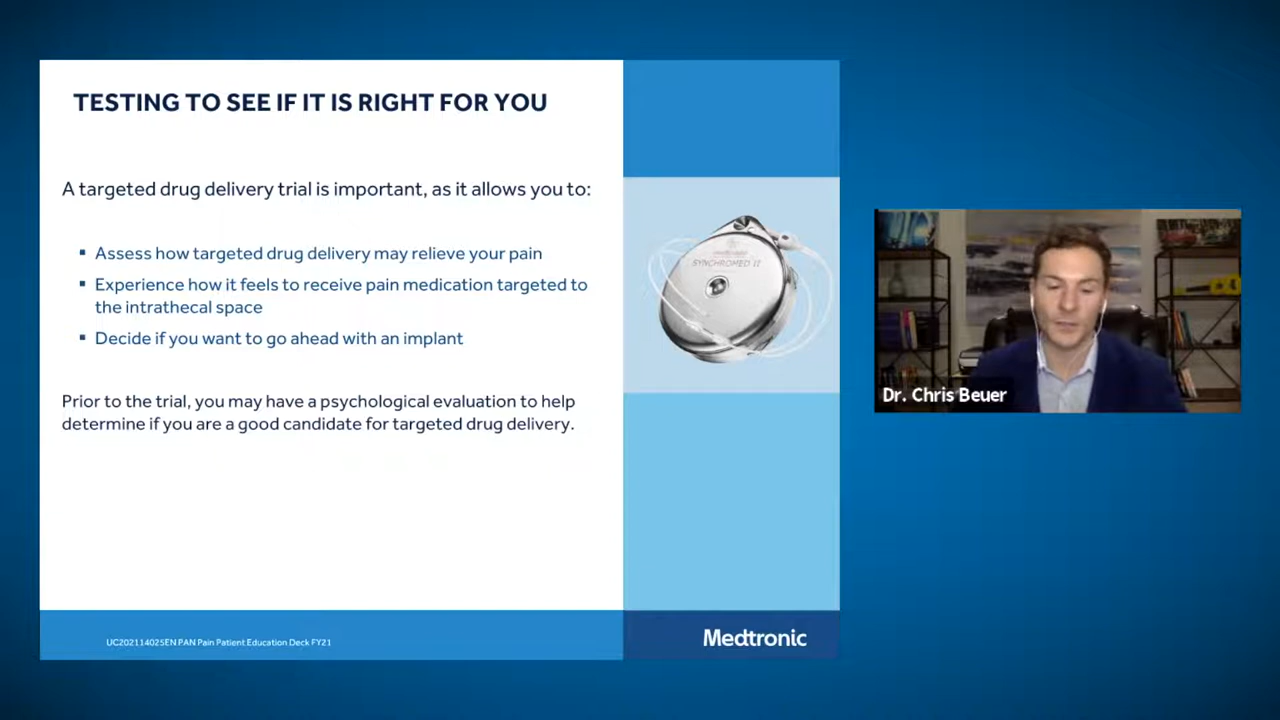 TESTING TO SEE IF IT IS RIGHT FOR YOU
A targeted drug delivery trial is important, as it allows you to:
▪ Assess how targeted drug delivery may relieve your pain
▪ Experience how it feels to receive pain medication targeted to
the intrathecal space
▪ Decide if you want to go ahead with an implant
Prior to the trial, you may have a psychological evaluation to help
determine if you are a good candidate for targeted drug delivery.
SYNCHROMED II
Dr. Chris Beuer
UC202114025EN PAN Pain Patient Education Deck FY21
Medtronic